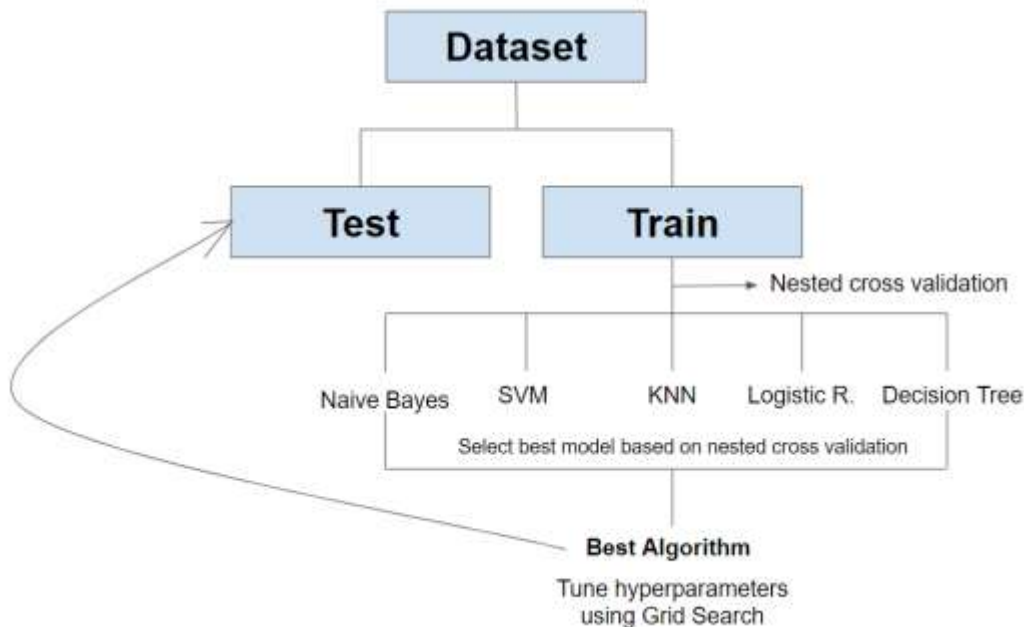 Dataset
Test
Train
Nested cross validation
Naive Bayes
SVM
KNN
Logistic R.
Decision Tree
Select best model based on nested cross validation
Best Algorithm
Tune hyperparameters
using Grid Search